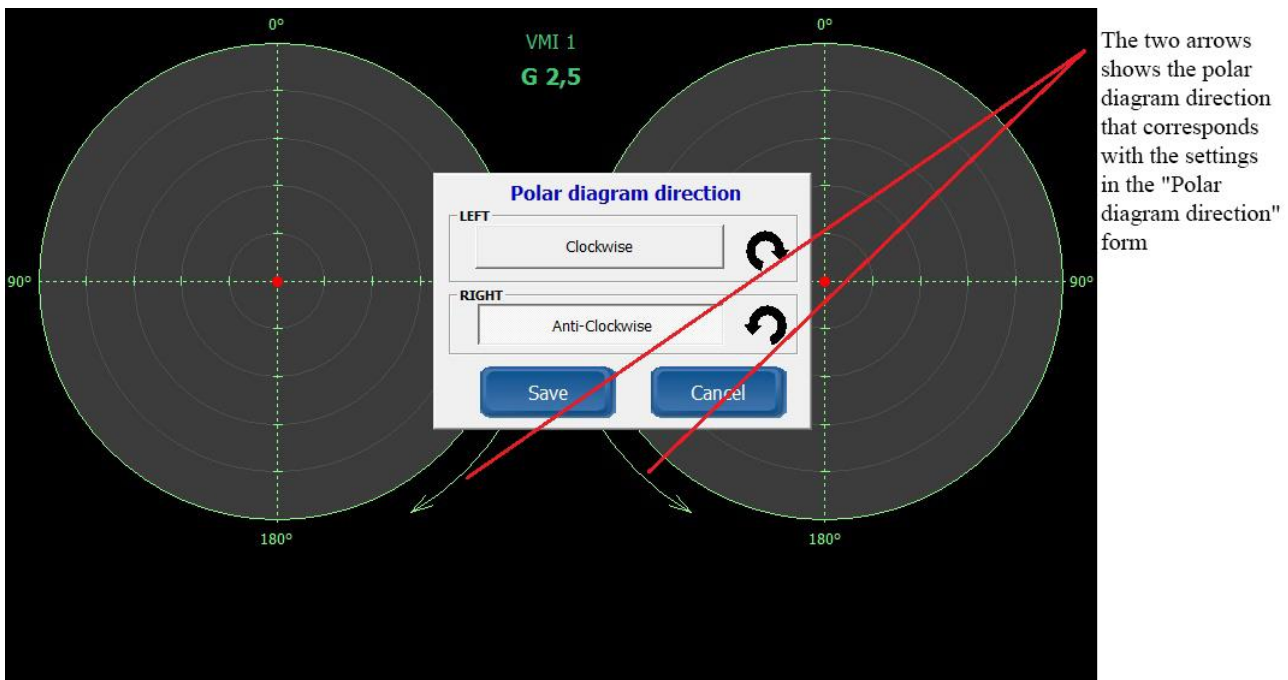 0°
VMI 1
G 2,5
0°
The two arrows
shows the polar
diagram direction
that corresponds
with the settings
in the "Polar
diagram direction"
form
Polar diagram direction
LEFT
Clockwise
90°
90°
RIGHT
Anti-Clockwise
Save
Cancel
180°
180°